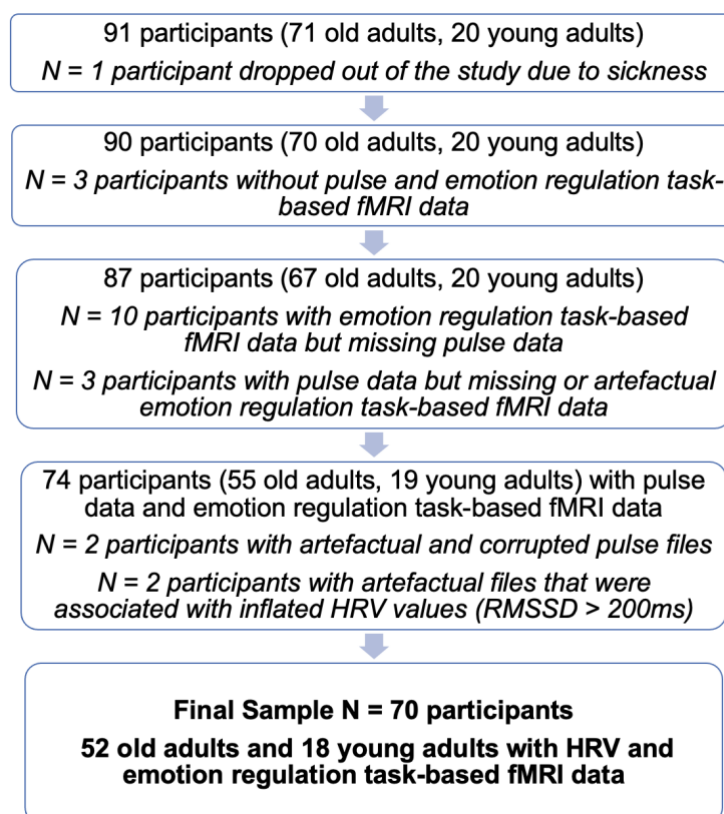 91 participants (71 old adults, 20 young adults)
N = 1 participant dropped out of the study due to sickness
90 participants (70 old adults, 20 young adults)
N = 3 participants without pulse and emotion regulation task-
based fMRI data
87 participants (67 old adults, 20 young adults)
N = 10 participants with emotion regulation task-based
fMRI data but missing pulse data
N = 3 participants with pulse data but missing or artefactual
emotion regulation task-based fMRI data
74 participants (55 old adults, 19 young adults) with pulse
data and emotion regulation task-based fMRI data
N = 2 participants with artefactual and corrupted pulse files
N = 2 participants with artefactual files that were
associated with inflated HRV values (RMSSD > 200ms)
Final Sample N = 70 participants
52 old adults and 18 young adults with HRV and
emotion regulation task-based fMRI data